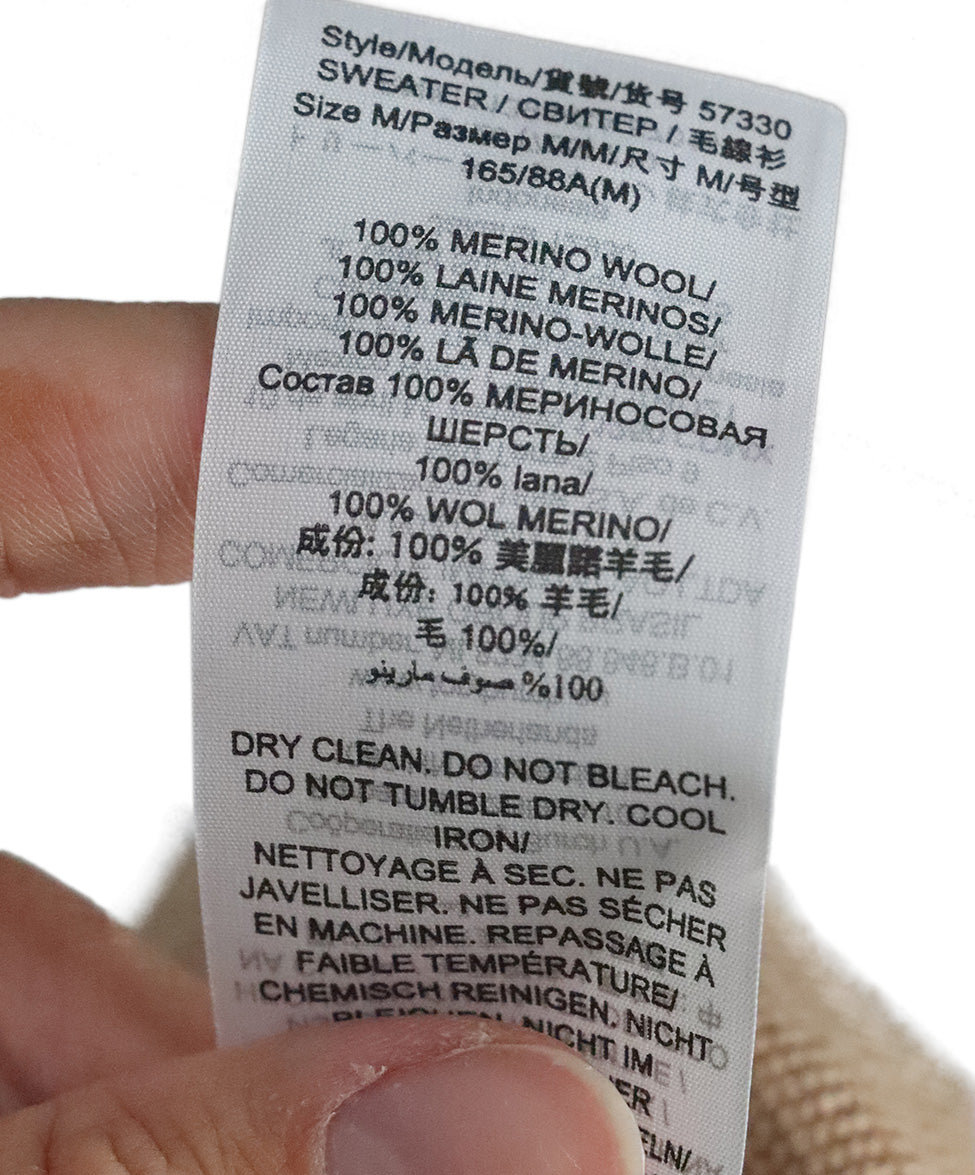 Style/Модель/貨號/货号 57330
SWEATER / СВИТЕР / 毛線衫
Size M/Размер M/M/尺寸 M/号型
165/88A(M)
100% MERINO WOOL/
100% LAINE MERINOS/
100% MERINO-WOLLE/
100% LÃ DE MERINO/
Состав 100% МЕРИНОСОВАЯ
ШЕРСТЬ/
100% lana/
100% WOL MERINO/
成份: 100% 美麗諾羊毛/
成份: 100% 羊毛/
毛 100%/
100% صوف مارينو
DRY CLEAN. DO NOT BLEACH.
DO NOT TUMBLE DRY. COOL
IRON/
NETTOYAGE À SEC. NE PAS
JAVELLISER. NE PAS SÉCHER
EN MACHINE. REPASSAGE À
FAIBLE TEMPÉRATURE/
CHEMISCH REINIGEN. NICHT
NICHT IM